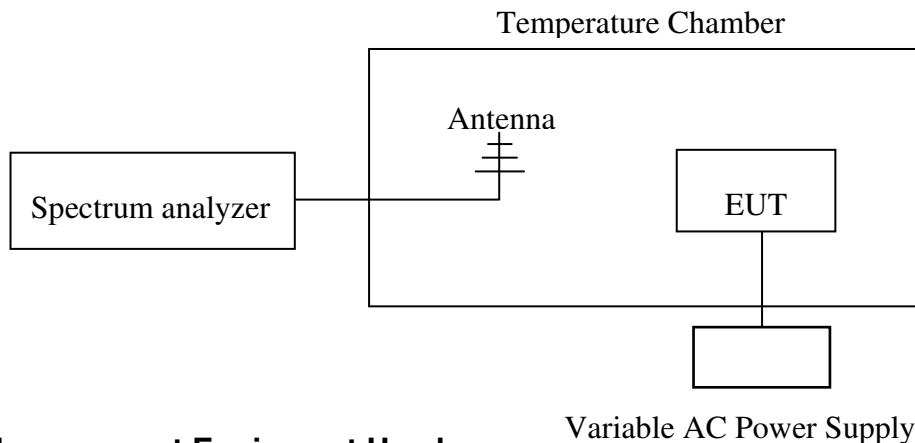 Temperature Chamber
Antenna
Spectrum analyzer
EUT
Variable AC Power Supply